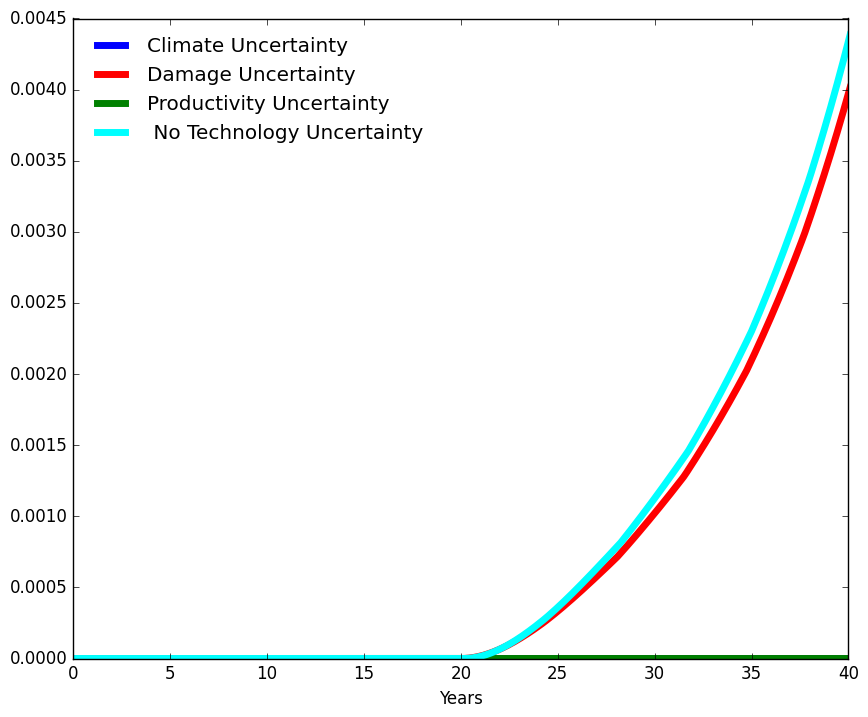 0.0045
Climate Uncertainty
Damage Uncertainty
Productivity Uncertainty
No Technology Uncertainty
0.0040
0.0035
0.0030
0.0025
0.0020
0.0015
0.0010
0.0005
0.0000
0 5 10 15 20 25 30 35 40
Years